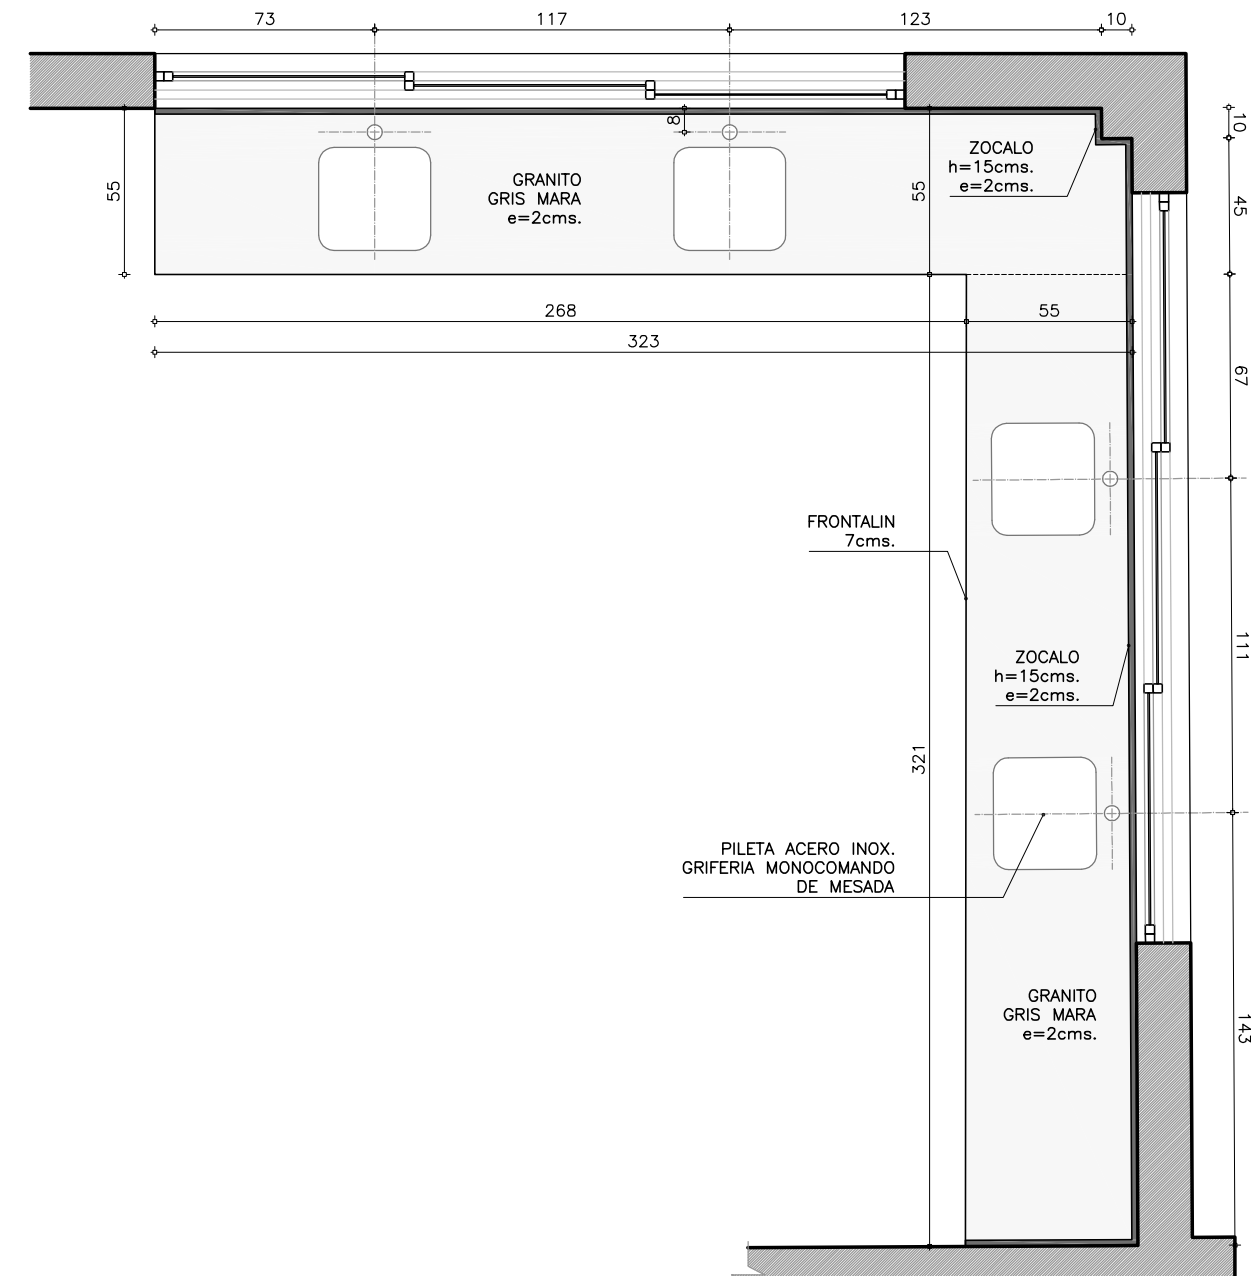 73
117
123
10
10
8
ZOCALO
h=15cms.
e=2cms.
GRANITO
GRIS MARA
e=2cms.
55
55
45
268
55
323
67
FRONTALIN
7cms.
111
ZOCALO
h=15cms.
e=2cms.
321
PILETA ACERO INOX.
GRIFERIA MONOCOMANDO
DE MESADA
GRANITO
GRIS MARA
e=2cms.
143